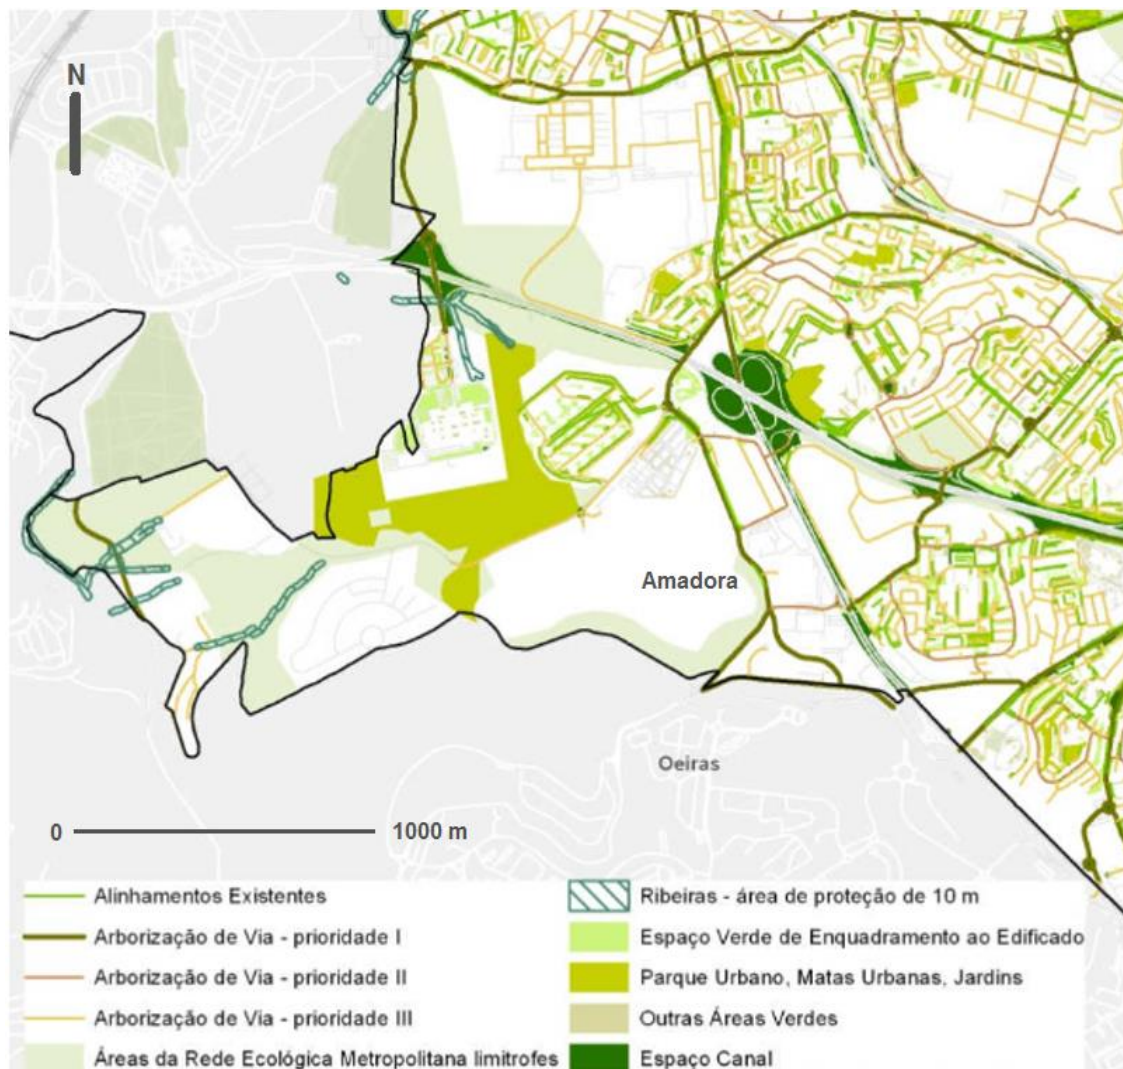 N
Amadora
Oeiras
0 1000 m
Alinhamentos Existentes
Arborização de Via - prioridade I
Arborização de Via - prioridade II
Arborização de Via - prioridade III
Áreas da Rede Ecológica Metropolitana limitrofes
Ribeiras - área de proteção de 10 m
Espaço Verde de Enquadramento ao Edificado
Parque Urbano, Matas Urbanas, Jardins
Outras Áreas Verdes
Espaço Canal